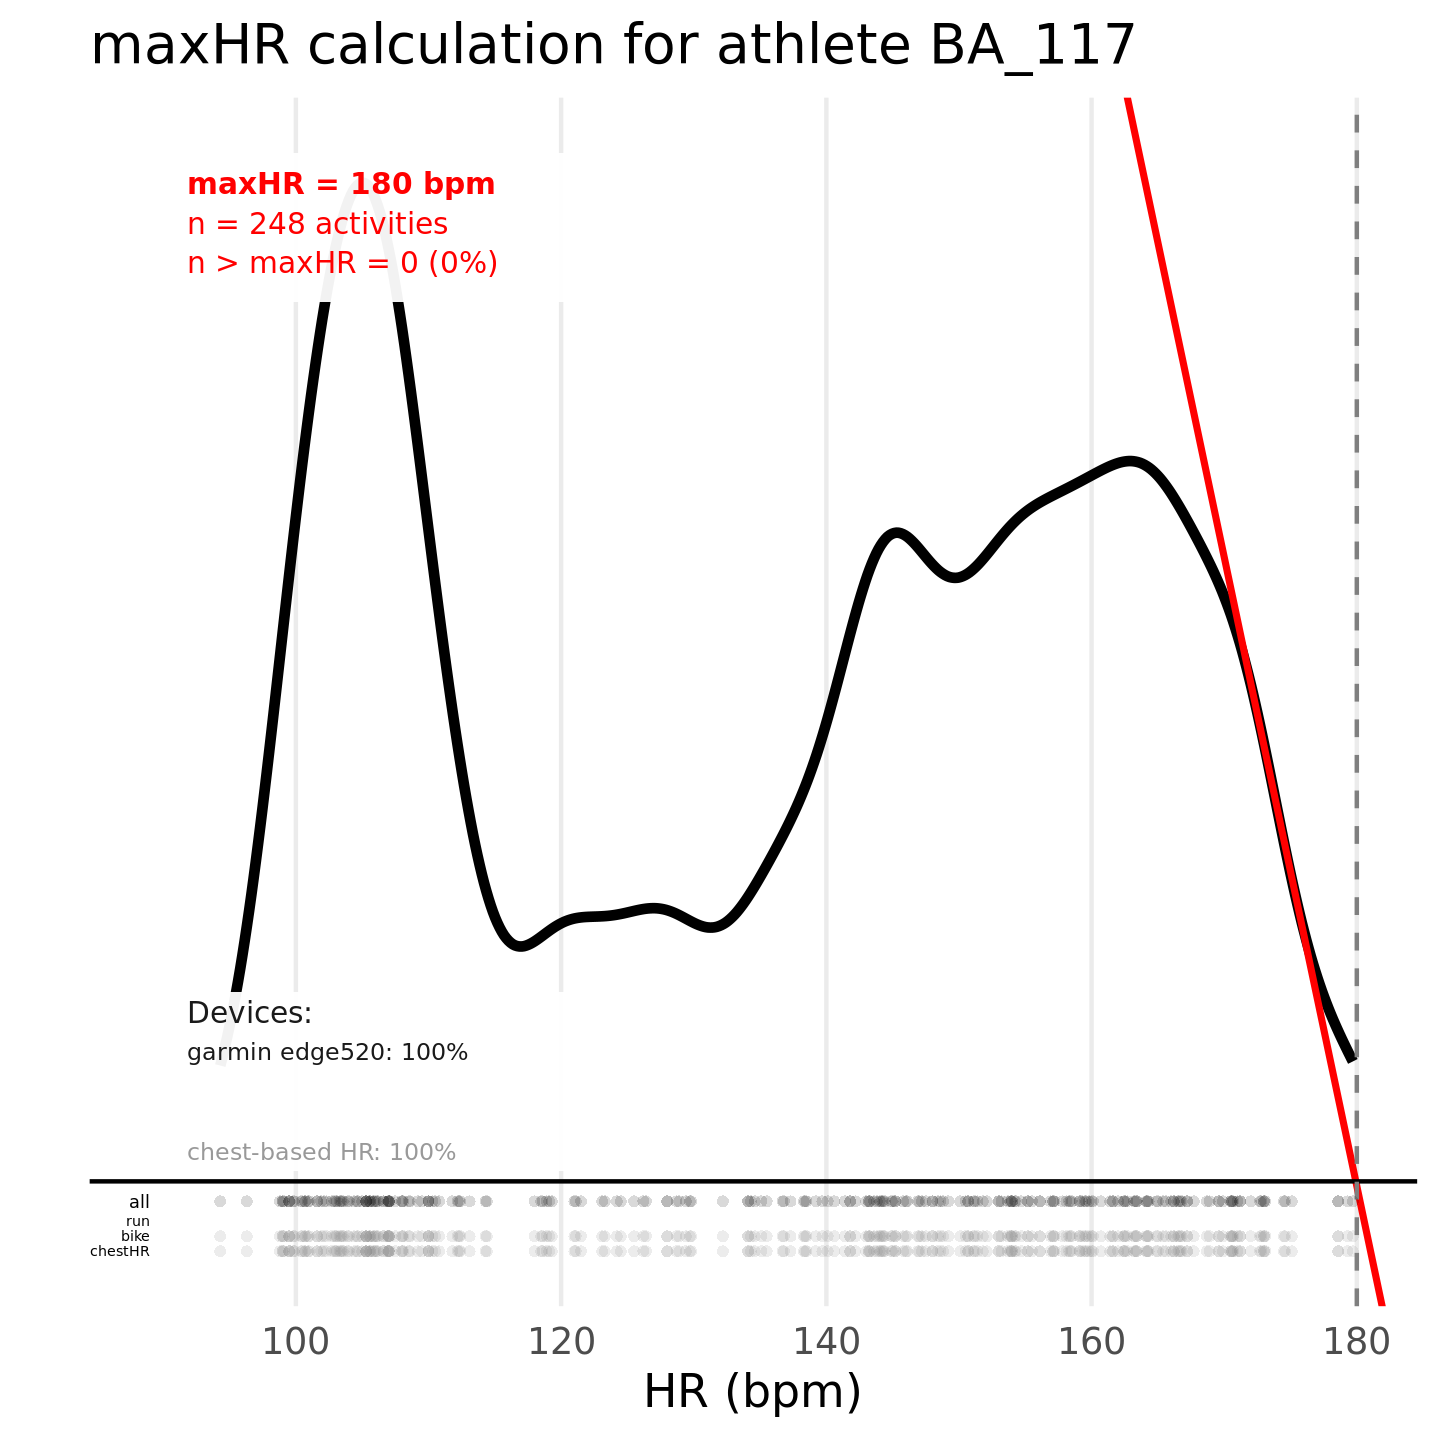 maxHR calculation for athlete BA_117
maxHR = 180 bpm
n = 248 activities
n > maxHR = 0 (0%)
Devices:
garmin edge520: 100%
chest-based HR: 100%
all
run
bike
chestHR
100 120 140 160 180
HR (bpm)